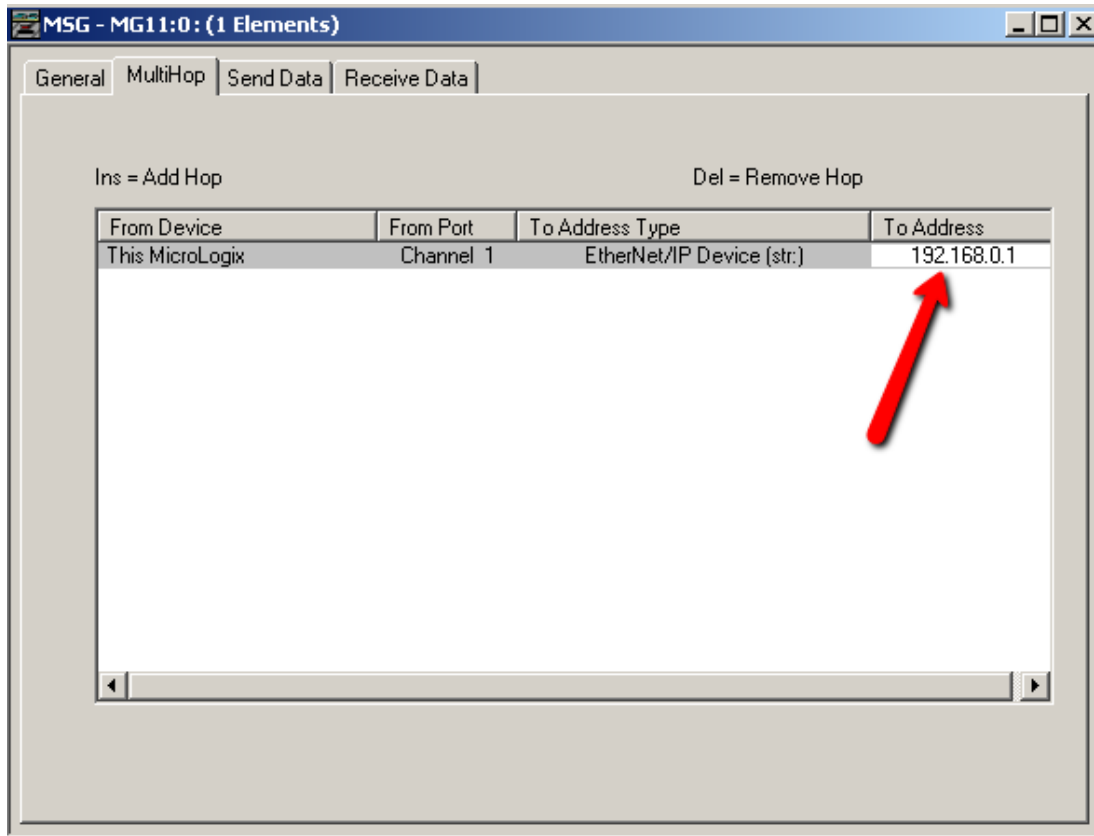 MSG - MG11:0 : (1 Elements)
General MultiHop Send Data Receive Data
Ins = Add Hop Del = Remove Hop
From Device From Port To Address Type To Address
This MicroLogix Channel 1 EtherNet/IP Device (str:) 192.168.0.1